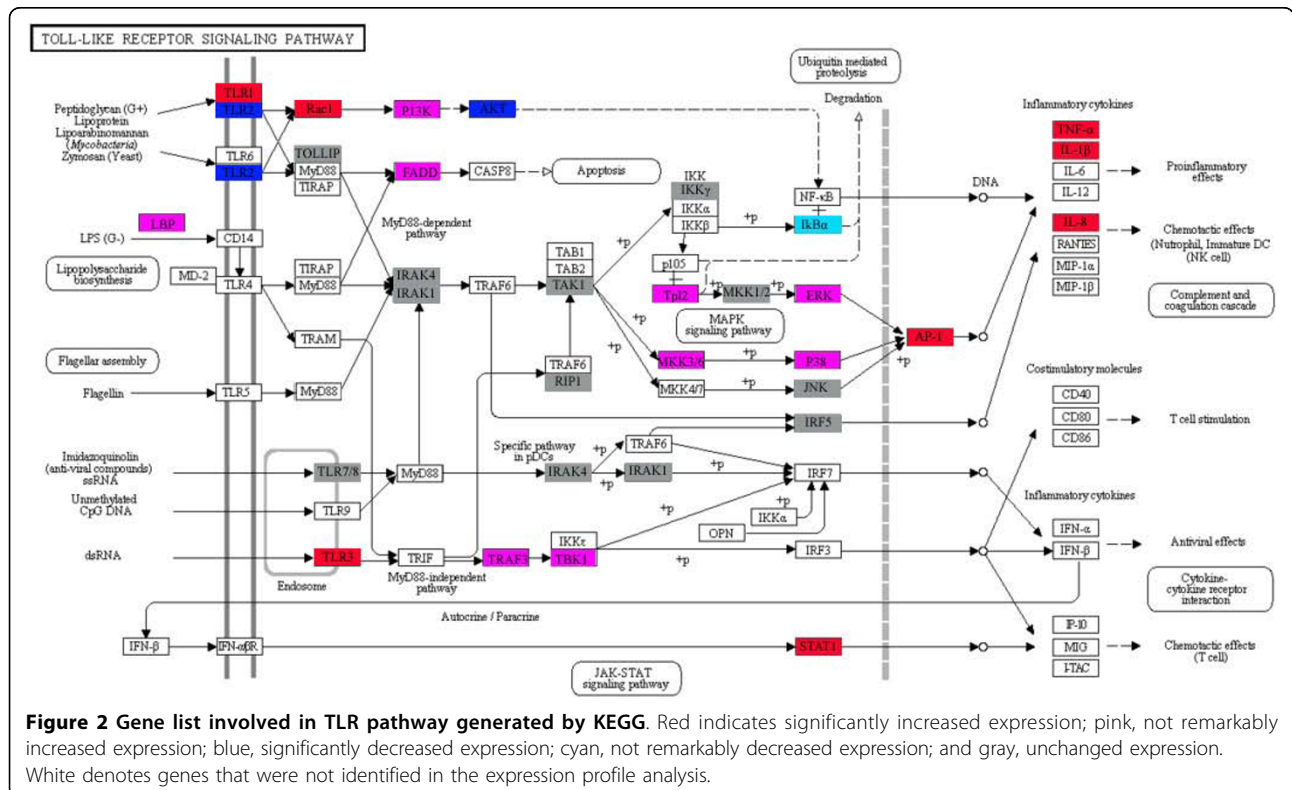 TOLL-LIKE RECEPTOR SIGNALING PATHWAY
Ubiquitin mediated
proteolysis
Degradation
Peptidoglycan (G+)
Lipoprotein
Lipoarabinomannan
(Mycobacteria)
Zymosan (Yeast)
TLR1
TLR2
TLR6
TLR2
Rac1
P13K
AKT
TOLLIP
MyD88
TIRAP
FADD
CASP8
Apoptosis
MyD88-dependent
pathway
LBP
LPS (G-)
CD14
Lipopolysaccharide
biosynthesis
MD-2
TLR4
TIRAP
MyD88
IRAK4
IRAK1
TRAF6
TAB1
TAB2
TAK1
IKK
IKKγ
IKKα
IKKβ
+p
+p
NF-κB
IkBα
p105
Tpl2
+p
MKK1/2
+p
ERK
MAPK
signaling pathway
+p
MKK3/6
+p
P38
+p
MKK4/7
+p
JNK
+p
+p
AP-1
DNA
TRAM
Flagellar assembly
Flagellin
TLR5
MyD88
TRAF6
RIP1
IRF5
Imidazoquinolin
(anti-viral compounds)
ssRNA
Unmethylated
CpG DNA
dsRNA
TLR7/8
TLR9
TLR3
Endosome
MyD88
Specific pathway
in pDCs
IRAK4
+p
+p
TRAF6
IRAK1
+p
IRF7
+p
IKKα
OPN
+p
TRIF
MyD88-independent
pathway
TRAF3
IKKε
TBK1
+p
IRF3
Autocrine / Paracrine
IFN-β
IFN-αβR
STAT1
JAK-STAT
signaling pathway
Inflammatory cytokines
TNF-α
IL-1β
IL-6
IL-12
Proinflammatory
effects
IL-8
RANTES
MIP-1α
MIP-1β
Chemotactic effects
(Nutrophil, Immature DC
(NK cell)
Complement and
coagulation cascade
Costimulatory molecules
CD40
CD80
CD86
T cell stimulation
Inflammatory cytokines
IFN-α
IFN-β
Antiviral effects
Cytokine-
cytokine receptor
interaction
IP-10
MIG
I-TAC
Chemotactic effects
(T cell)
Figure 2 Gene list involved in TLR pathway generated by KEGG. Red indicates significantly increased expression; pink, not remarkably
increased expression; blue, significantly decreased expression; cyan, not remarkably decreased expression; and gray, unchanged expression.
White denotes genes that were not identified in the expression profile analysis.